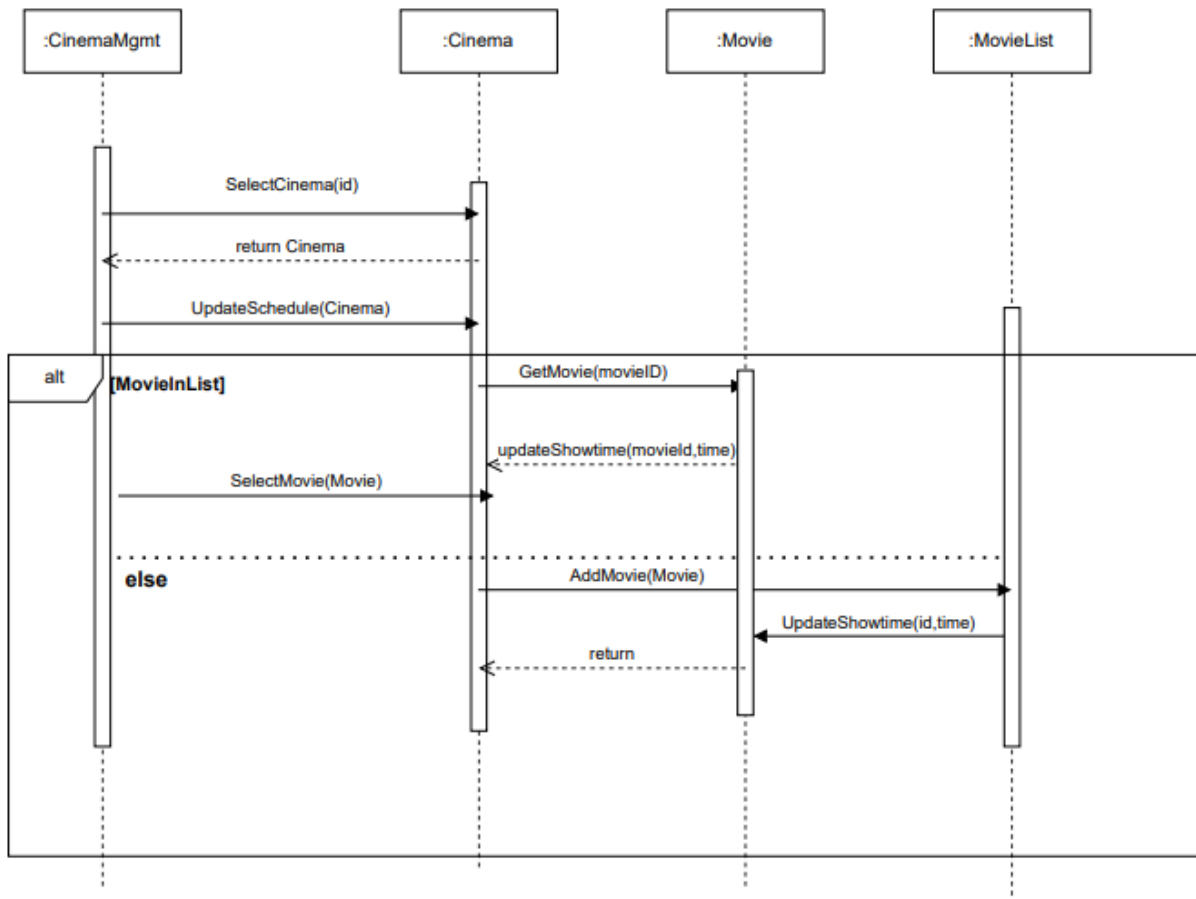 :CinemaMgmt
:Cinema
:Movie
:MovieList
SelectCinema(id)
return Cinema
UpdateSchedule(Cinema)
alt
[MovieInList]
GetMovie(movieID)
updateShowtime(movieId,time)
SelectMovie(Movie)
else
AddMovie(Movie)
UpdateShowtime(id,time)
return